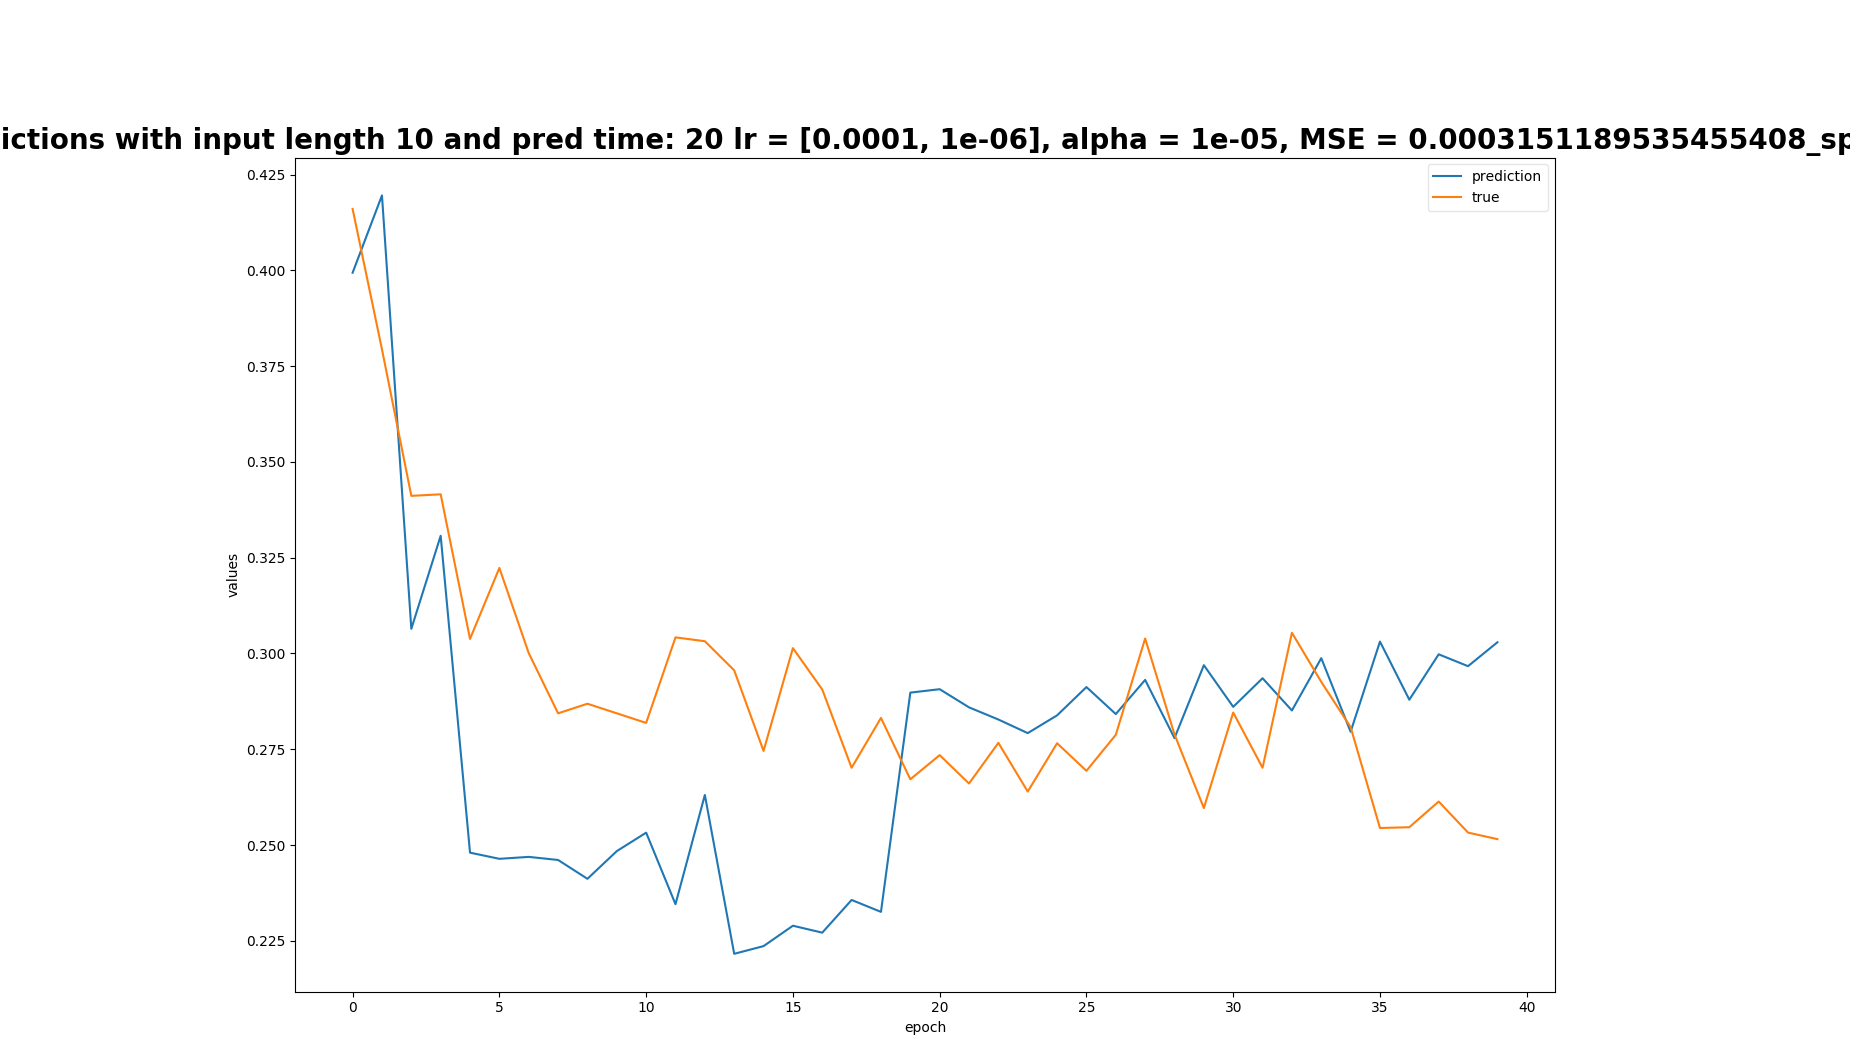 ictions with input length 10 and pred time: 20 lr = [0.0001, 1e-06], alpha = 1e-05, MSE = 0.0003151189535455408_sp
prediction
true
0.425
0.400
0.375
0.350
0.325
0.300
0.275
0.250
0.225
values
0 5 10 15 20 25 30 35 40
epoch